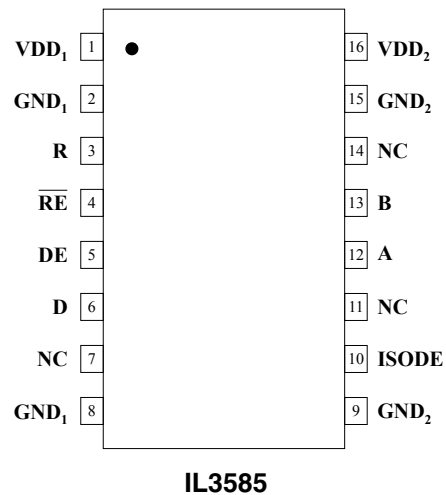 VDD₁ 1 16 VDD₂
GND₁ 2 15 GND₂
R 3 14 NC
R̅E̅ 4 13 B
DE 5 12 A
D 6 11 NC
NC 7 10 ISODE
GND₁ 8 9 GND₂
IL3585